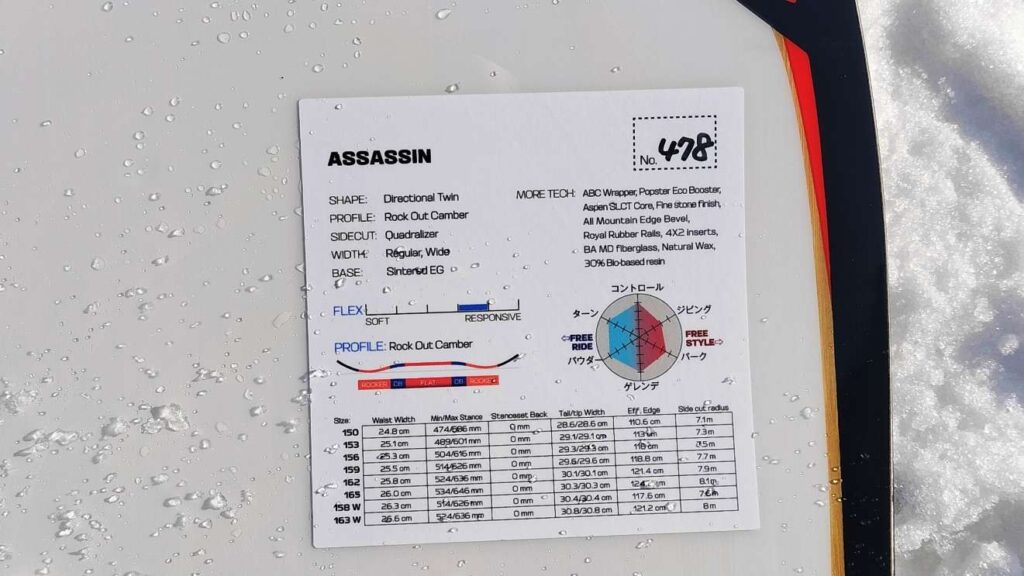 ASSASSIN
No. 478
SHAPE: Directional Twin
PROFILE: Rock Out Camber
SIDECUT: Quadralizer
WIDTH: Regular, Wide
BASE: Sintered EG
MORE TECH: ABC Wrapper, Popster Eco Booster,
Aspen SLCT Core, Fine stone finish,
All Mountain Edge Bevel,
Royal Rubber Rails, 4X2 inserts,
BA MD fiberglass, Natural Wax,
30% Bio-based resin
FLEX
SOFT RESPONSIVE
PROFILE: Rock Out Camber
ROCKER CB FLAT CB ROCKER
コントロール
ターン ジビング
FREE RIDE FREE STYLE
パウダー パーク
ゲレンデ
Size: Waist Width Min/Max Stance Stance set Back Tail/tip Width Eff. Edge Side cut radius
150 24.8 cm 474/686 mm 0 mm 28.6/28.6 cm 110.6 cm 7.1m
153 25.1 cm 489/601 mm 0 mm 29.1/29.1 cm 7.3m
156 25.3 cm 504/616 mm 0 mm 29.3/29.3 cm
159 25.5 cm 514/626 mm 0 mm 29.6/29.6 cm 118.8 cm 7.7m
162 25.8 cm 524/636 mm 0 mm 30.1/30.1 cm 121.4 cm 7.9m
165 26.0 cm 534/646 mm 0 mm 30.3/30.3 cm 8.1m
158 W 26.3 cm 514/626 mm 0 mm 30.4/30.4 cm 117.6 cm
163 W 26.6 cm 524/636 mm 0 mm 30.8/30.8 cm 121.2 cm 8m